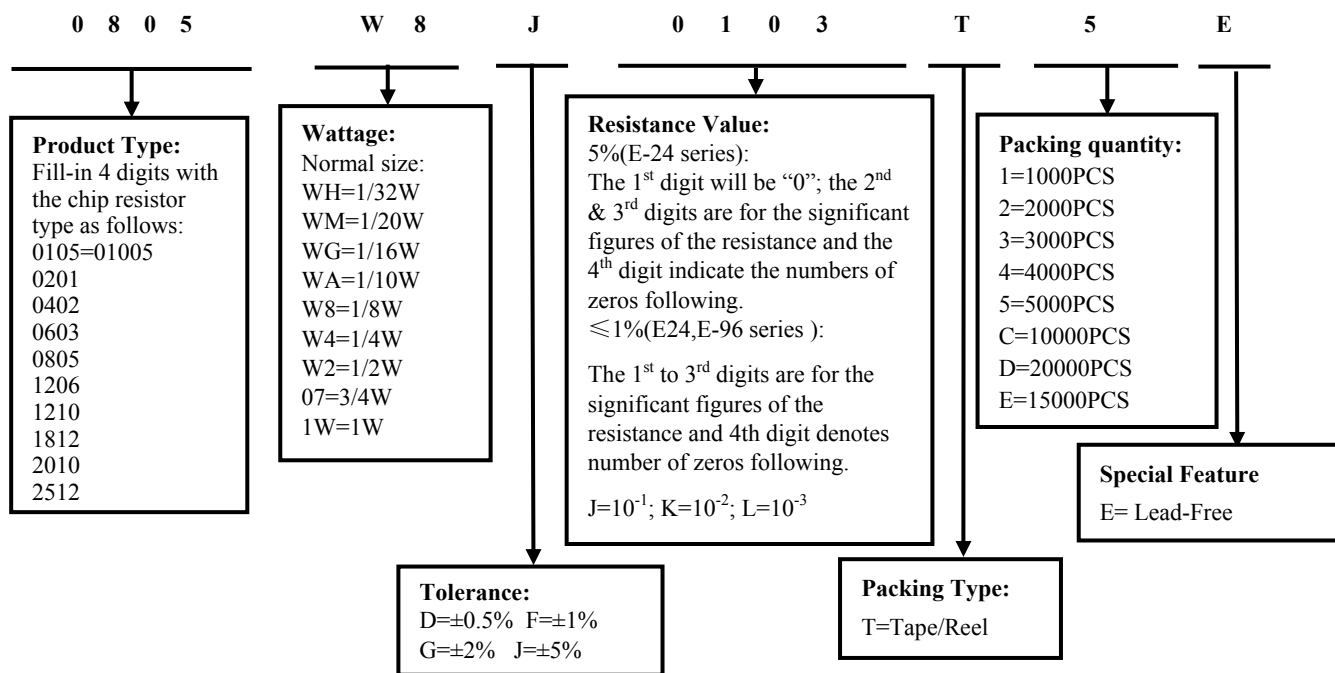 0 8 0 5 W 8 J 0 1 0 3 T 5 E
Product Type:
Fill-in 4 digits with
the chip resistor
type as follows:
0105=01005
0201
0402
0603
0805
1206
1210
1812
2010
2512
Wattage:
Normal size:
WH=1/32W
WM=1/20W
WG=1/16W
WA=1/10W
W8=1/8W
W4=1/4W
W2=1/2W
07=3/4W
1W=1W
Tolerance:
D=±0.5% F=±1%
G=±2% J=±5%
Resistance Value:
5%(E-24 series):
The 1st digit will be “0”; the 2nd
& 3rd digits are for the significant
figures of the resistance and the
4th digit indicate the numbers of
zeros following.
≤1%(E24,E-96 series ):
The 1st to 3rd digits are for the
significant figures of the
resistance and 4th digit denotes
number of zeros following.
J=10-1; K=10-2; L=10-3
Packing Type:
T=Tape/Reel
Packing quantity:
1=1000PCS
2=2000PCS
3=3000PCS
4=4000PCS
5=5000PCS
C=10000PCS
D=20000PCS
E=15000PCS
Special Feature
E= Lead-Free